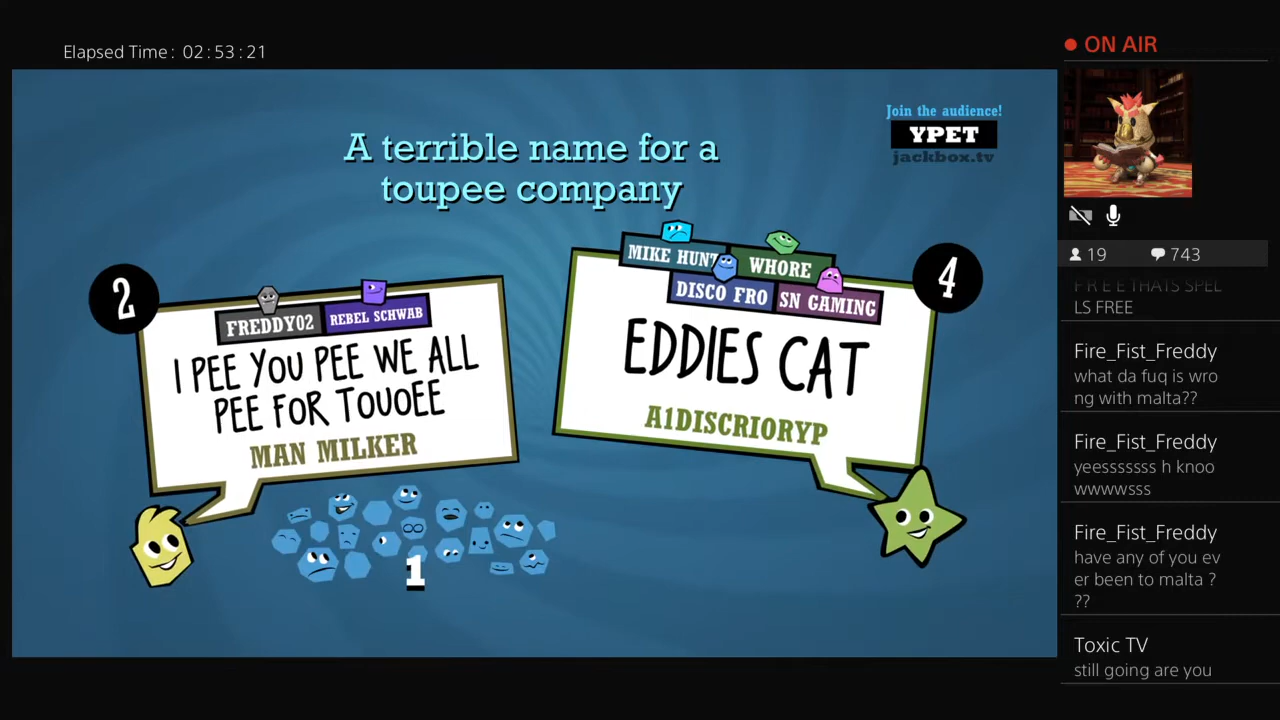 Elapsed Time: 02:53:21
ON AIR
Join the audience!
YPET
jackbox.tv
A terrible name for a
toupee company
2
FREDDY02
REBEL SCHWAB
I PEE YOU PEE WE ALL
PEE FOR TOUOEE
MAN MILKER
MIKE HUNT
WHORE
DISCO FRO
SN GAMING
4
EDDIES CAT
A1DISCRIORYP
1
19
743
F R E E THATS SPEL
LS FREE
Fire_Fist_Freddy
what da fuq is wro
ng with malta??
Fire_Fist_Freddy
yeesssssss h knoo
wwwwsss
Fire_Fist_Freddy
have any of you ev
er been to malta ?
??
Toxic TV
still going are you